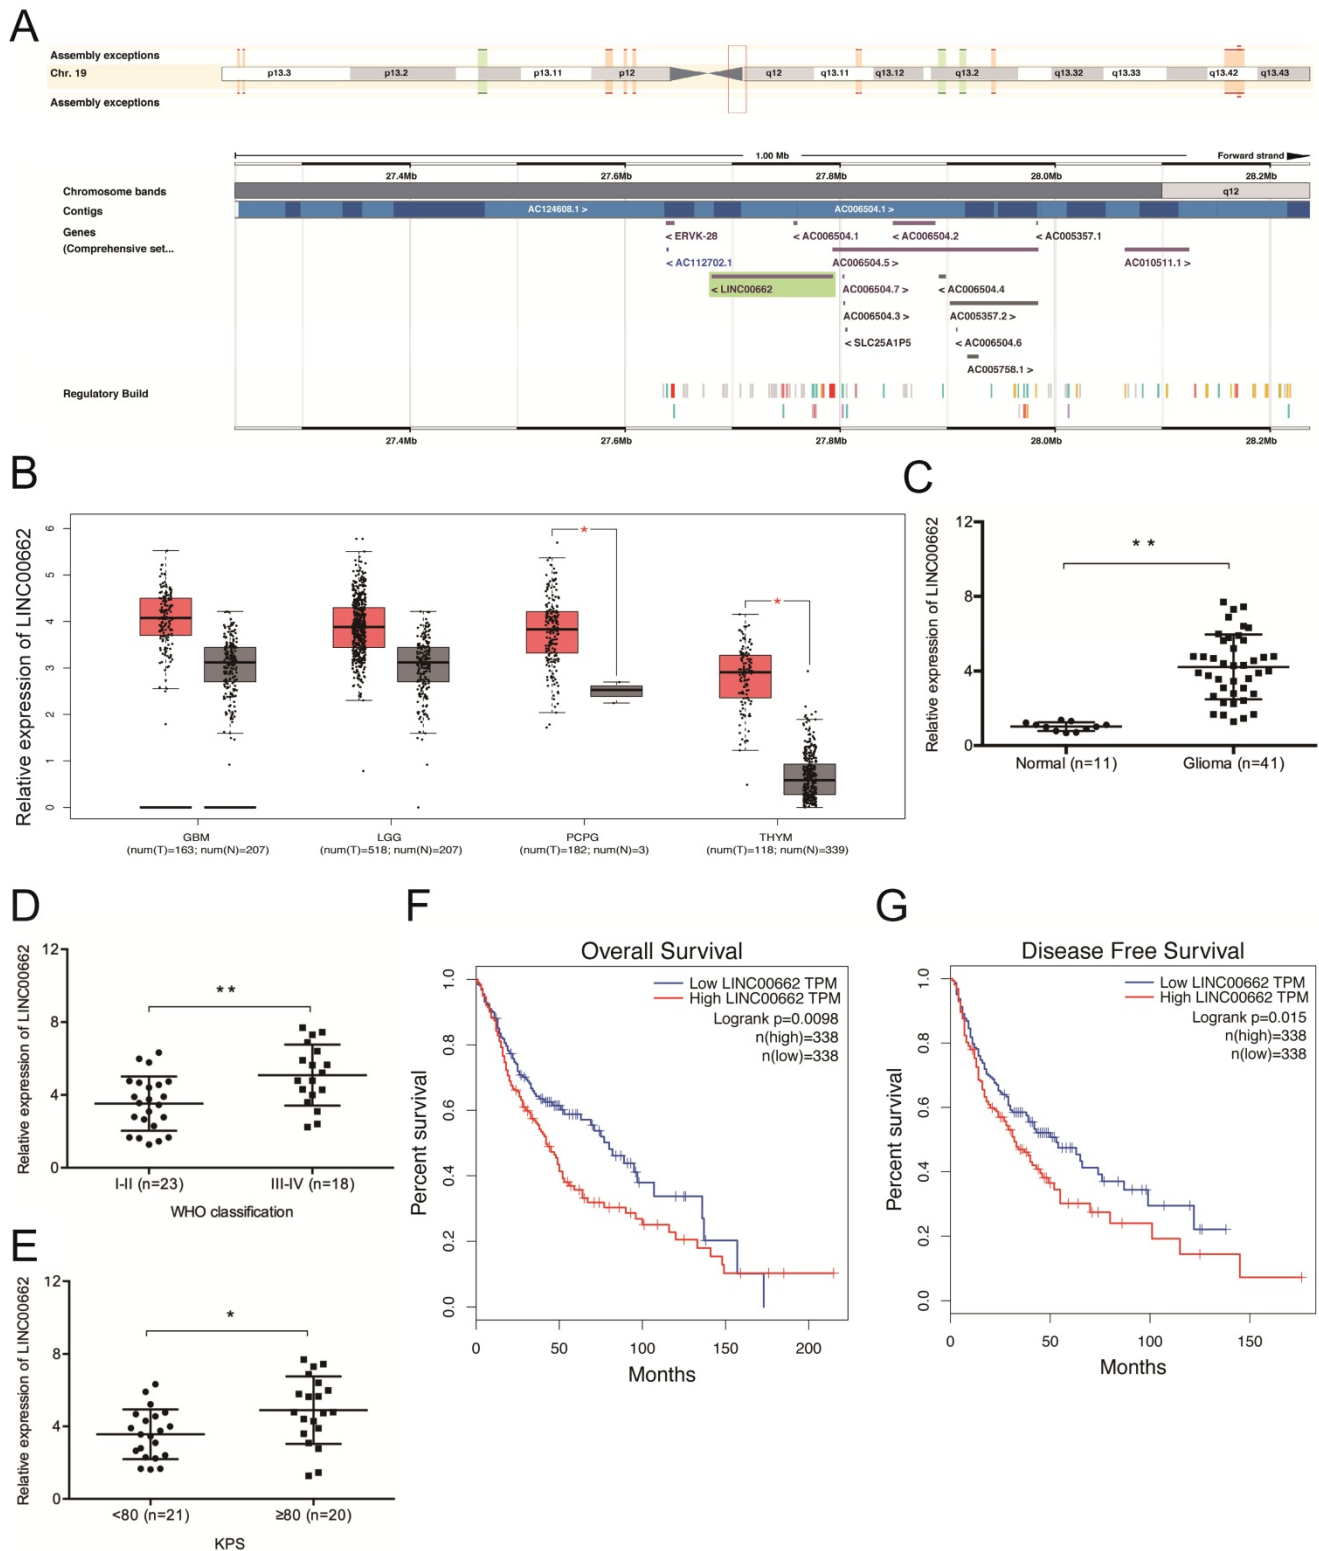 A
Assembly exceptions
Chr. 19
p13.3 p13.2 p13.11 p12 q12 q13.11 q13.12 q13.2 q13.32 q13.33 q13.42 q13.43
Assembly exceptions
1.00 Mb Forward strand
27.4Mb 27.6Mb 27.8Mb 28.0Mb 28.2Mb
Chromosome bands q12
Contigs AC124608.1 > AC006504.1 >
Genes
(Comprehensive set...
< ERVK-28 < AC006504.1 < AC006504.2 < AC005357.1
< AC112702.1 AC006504.5 > AC010511.1 >
< LINC00662 AC006504.7 > < AC006504.4
AC006504.3 > AC005357.2 >
< SLC25A1P5 < AC006504.6
AC005758.1 >
Regulatory Build
27.4Mb 27.6Mb 27.8Mb 28.0Mb 28.2Mb
B
Relative expression of LINC00662
6
5
4
3
2
1
0
* *
GBM LGG PCPG THYM
(num(T)=163; num(N)=207) (num(T)=518; num(N)=207) (num(T)=182; num(N)=3) (num(T)=118; num(N)=339)
C
Relative expression of LINC00662
12
8
4
0
* *
Normal (n=11) Glioma (n=41)
D
Relative expression of LINC00662
12
8
4
0
* *
I-II (n=23) III-IV (n=18)
WHO classification
E
Relative expression of LINC00662
12
8
4
0
*
<80 (n=21) ≥80 (n=20)
KPS
F
Overall Survival
Low LINC00662 TPM
High LINC00662 TPM
Logrank p=0.0098
n(high)=338
n(low)=338
Percent survival
1.0
0.8
0.6
0.4
0.2
0.0
0 50 100 150 200
Months
G
Disease Free Survival
Low LINC00662 TPM
High LINC00662 TPM
Logrank p=0.015
n(high)=338
n(low)=338
Percent survival
1.0
0.8
0.6
0.4
0.2
0.0
0 50 100 150
Months